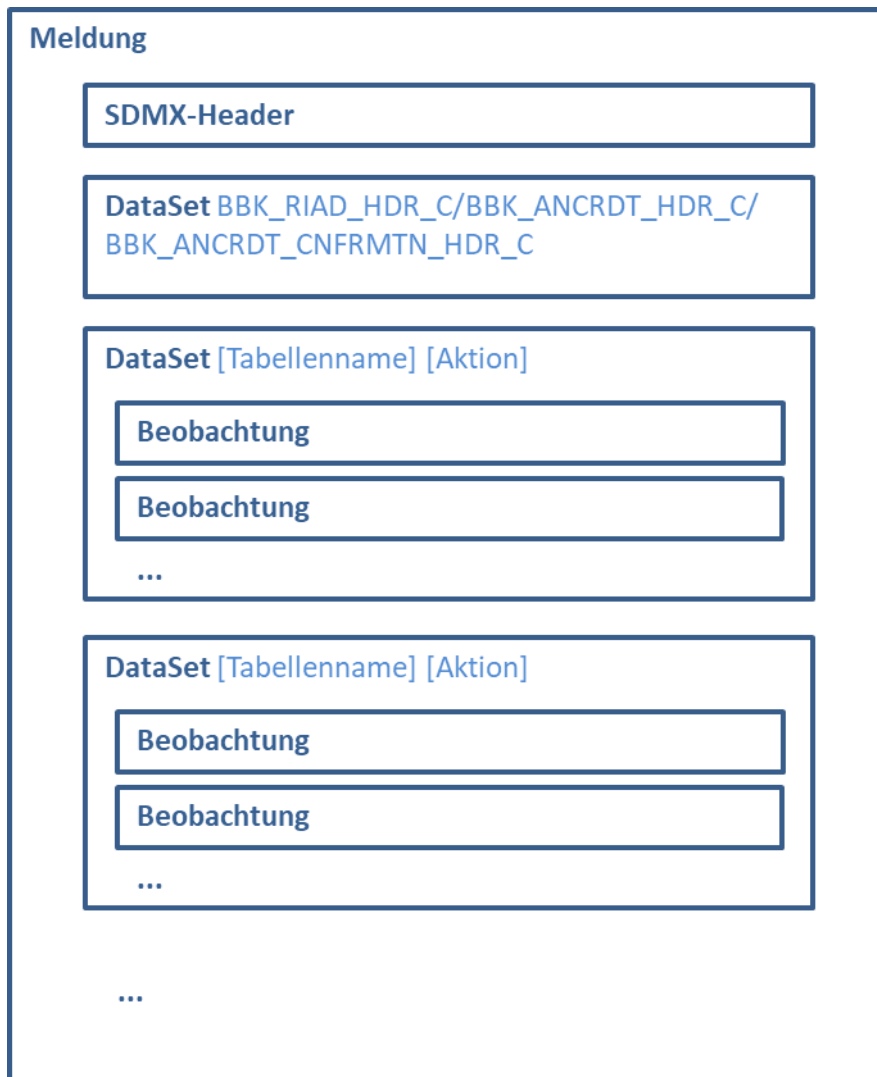 Meldung
SDMX-Header
DataSet BBK_RIAD_HDR_C/BBK_ANCRDT_HDR_C/
BBK_ANCRDT_CNFRMTN_HDR_C
DataSet [Tabellenname] [Aktion]
Beobachtung
Beobachtung
...
DataSet [Tabellenname] [Aktion]
Beobachtung
Beobachtung
...
...